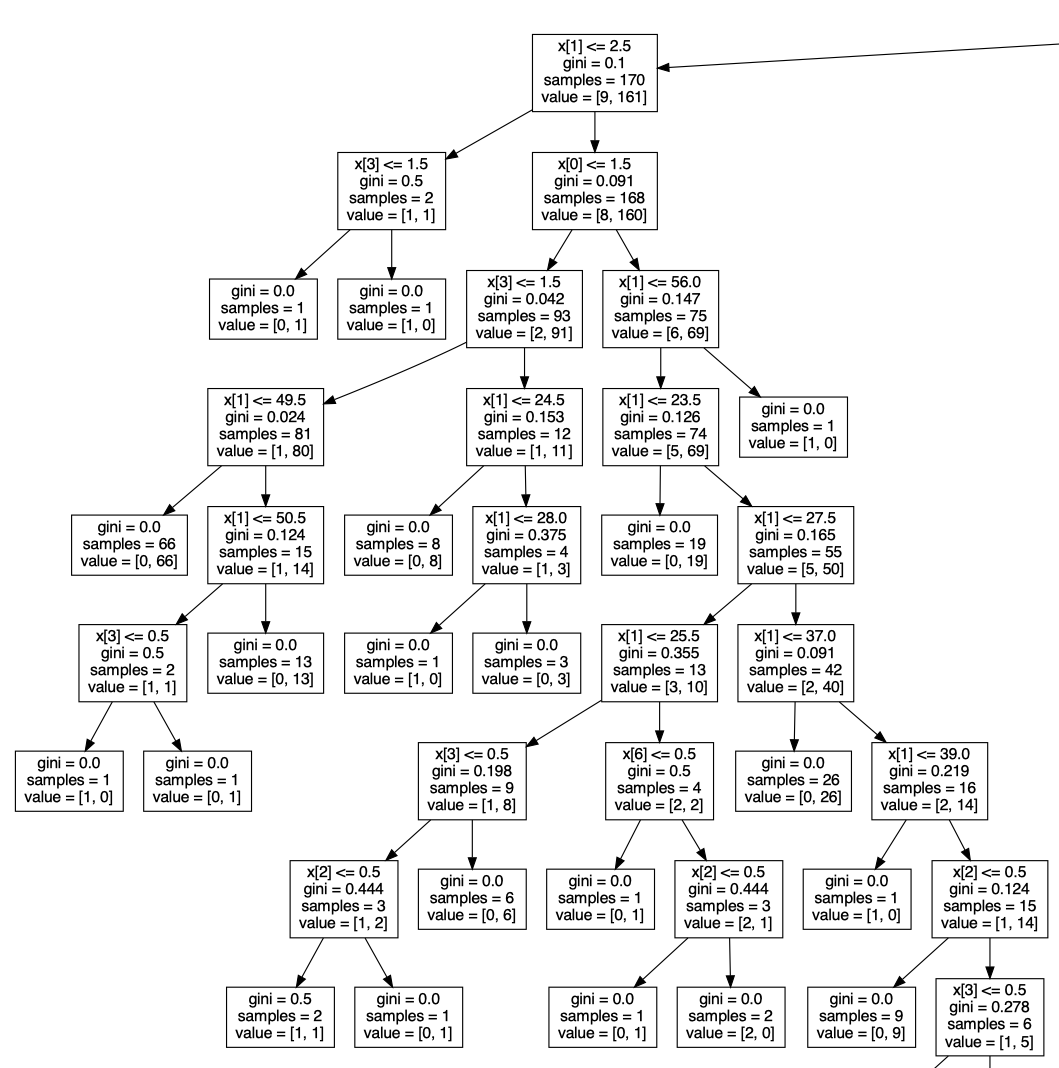 x[1] <= 2.5
gini = 0.1
samples = 170
value = [9, 161]
x[3] <= 1.5
gini = 0.5
samples = 2
value = [1, 1]
x[0] <= 1.5
gini = 0.091
samples = 168
value = [8, 160]
gini = 0.0
samples = 1
value = [0, 1]
gini = 0.0
samples = 1
value = [1, 0]
x[3] <= 1.5
gini = 0.042
samples = 93
value = [2, 91]
x[1] <= 56.0
gini = 0.147
samples = 75
value = [6, 69]
x[1] <= 49.5
gini = 0.024
samples = 81
value = [1, 80]
x[1] <= 24.5
gini = 0.153
samples = 12
value = [1, 11]
x[1] <= 23.5
gini = 0.126
samples = 74
value = [5, 69]
gini = 0.0
samples = 1
value = [1, 0]
gini = 0.0
samples = 66
value = [0, 66]
x[1] <= 50.5
gini = 0.124
samples = 15
value = [1, 14]
gini = 0.0
samples = 8
value = [0, 8]
x[1] <= 28.0
gini = 0.375
samples = 4
value = [1, 3]
gini = 0.0
samples = 19
value = [0, 19]
x[1] <= 27.5
gini = 0.165
samples = 55
value = [5, 50]
x[3] <= 0.5
gini = 0.5
samples = 2
value = [1, 1]
gini = 0.0
samples = 13
value = [0, 13]
gini = 0.0
samples = 1
value = [1, 0]
gini = 0.0
samples = 3
value = [0, 3]
x[1] <= 25.5
gini = 0.355
samples = 13
value = [3, 10]
x[1] <= 37.0
gini = 0.091
samples = 42
value = [2, 40]
gini = 0.0
samples = 1
value = [1, 0]
gini = 0.0
samples = 1
value = [0, 1]
x[3] <= 0.5
gini = 0.198
samples = 9
value = [1, 8]
x[6] <= 0.5
gini = 0.5
samples = 4
value = [2, 2]
gini = 0.0
samples = 26
value = [0, 26]
x[1] <= 39.0
gini = 0.219
samples = 16
value = [2, 14]
x[2] <= 0.5
gini = 0.444
samples = 3
value = [1, 2]
gini = 0.0
samples = 6
value = [0, 6]
gini = 0.0
samples = 1
value = [0, 1]
x[2] <= 0.5
gini = 0.444
samples = 3
value = [2, 1]
gini = 0.0
samples = 1
value = [1, 0]
x[2] <= 0.5
gini = 0.124
samples = 15
value = [1, 14]
gini = 0.5
samples = 2
value = [1, 1]
gini = 0.0
samples = 1
value = [0, 1]
gini = 0.0
samples = 1
value = [0, 1]
gini = 0.0
samples = 2
value = [2, 0]
gini = 0.0
samples = 9
value = [0, 9]
x[3] <= 0.5
gini = 0.278
samples = 6
value = [1, 5]